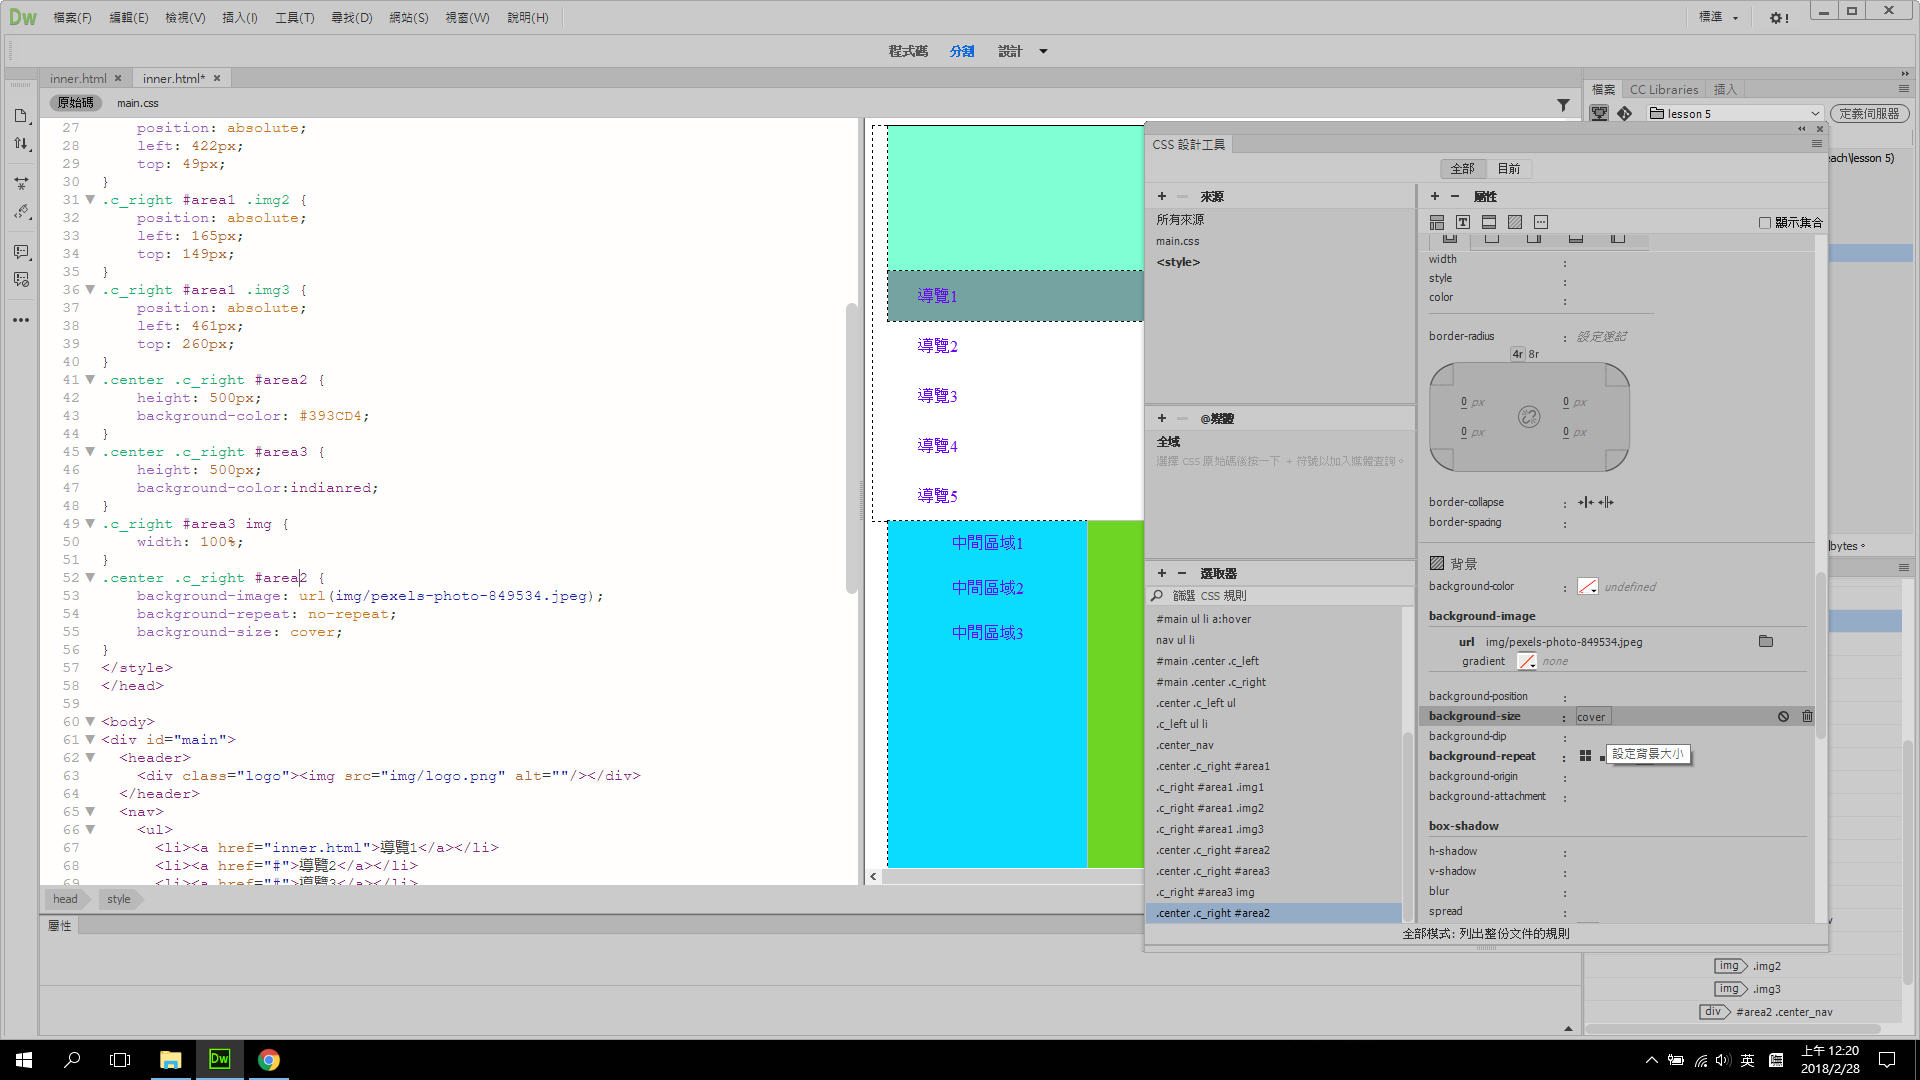 Dw 檔案(F) 編輯(E) 檢視(V) 插入(I) 工具(T) 尋找(D) 網站(S) 視窗(W) 說明(H) 標準
程式碼 分割 設計
inner.html inner.html*
原始碼 main.css
27 position: absolute;
28 left: 422px;
29 top: 49px;
30 }
31 .c_right #area1 .img2 {
32 position: absolute;
33 left: 165px;
34 top: 149px;
35 }
36 .c_right #area1 .img3 {
37 position: absolute;
38 left: 461px;
39 top: 260px;
40 }
41 .center .c_right #area2 {
42 height: 500px;
43 background-color: #393CD4;
44 }
45 .center .c_right #area3 {
46 height: 500px;
47 background-color:indianred;
48 }
49 .c_right #area3 img {
50 width: 100%;
51 }
52 .center .c_right #area2 {
53 background-image: url(img/pexels-photo-849534.jpeg);
54 background-repeat: no-repeat;
55 background-size: cover;
56 }
57 </style>
58 </head>
59
60 <body>
61 <div id="main">
62 <header>
63 <div class="logo"><img src="img/logo.png" alt=""/></div>
64 </header>
65 <nav>
66 <ul>
67 <li><a href="inner.html">導覽1</a></li>
68 <li><a href="#">導覽2</a></li>
69 <li><a href="#">導覽3</a></li>
head style
屬性
導覽1
導覽2
導覽3
導覽4
導覽5
中間區域1
中間區域2
中間區域3
CSS 設計工具
全部 目前
+ − 來源
所有來源
main.css
<style>
+ − @媒體
全域
選擇 CSS 原始碼後按一下 + 符號以加入媒體查詢。
+ − 選取器
篩選 CSS 規則
#main ul li a:hover
nav ul li
#main .center .c_left
#main .center .c_right
.center .c_left ul
.c_left ul li
.center_nav
.center .c_right #area1
.c_right #area1 .img1
.c_right #area1 .img2
.c_right #area1 .img3
.center .c_right #area2
.center .c_right #area3
.c_right #area3 img
.center .c_right #area2
+ − 屬性
顯示集合
width :
style :
color :
border-radius : 設定速記
4r 8r
0 px 0 px
0 px 0 px
border-collapse :
border-spacing :
背景
background-color : undefined
background-image
url img/pexels-photo-849534.jpeg
gradient none
background-position :
background-size : cover
background-clip :
background-repeat :
設定背景大小
background-origin :
background-attachment :
box-shadow
h-shadow :
v-shadow :
blur :
spread :
全部模式: 列出整份文件的規則
檔案 CC Libraries 插入
lesson 5 定義伺服器
each\lesson 5)
bytes。
img .img2
img .img3
div #area2 .center_nav
Dw
英
上午 12:20
2018/2/28